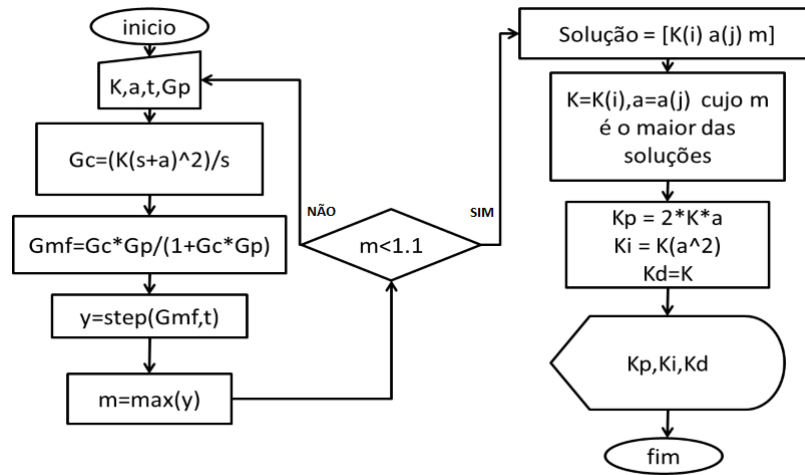 inicio
K,a,t,Gp
Gc=(K(s+a)^2)/s
Gmf=Gc*Gp/(1+Gc*Gp)
y=step(Gmf,t)
m=max(y)
NÃO
m<1.1
SIM
Solução = [K(i) a(j) m]
K=K(i),a=a(j) cujo m
é o maior das
soluções
Kp = 2*K*a
Ki = K(a^2)
Kd=K
Kp,Ki,Kd
fim